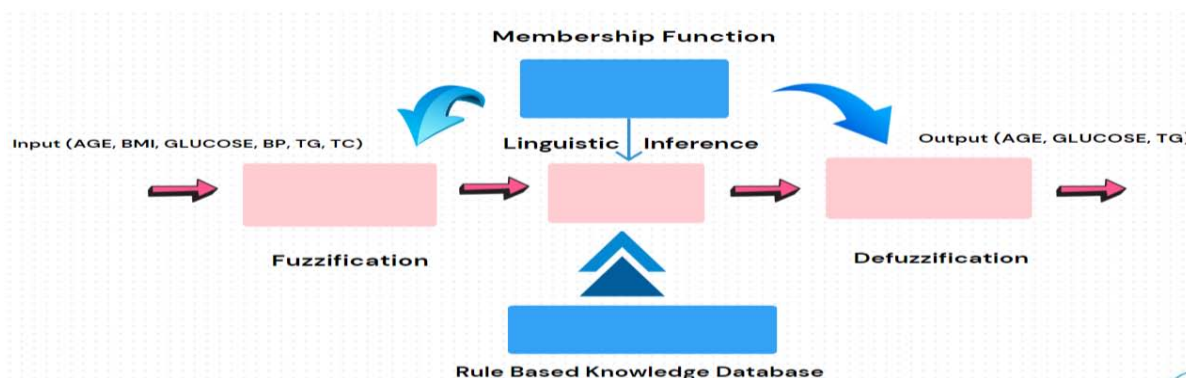 Membership Function
Input (AGE, BMI, GLUCOSE, BP, TG, TC)
Linguistic Inference
Output (AGE, GLUCOSE, TG)
Fuzzification
Defuzzification
Rule Based Knowledge Database